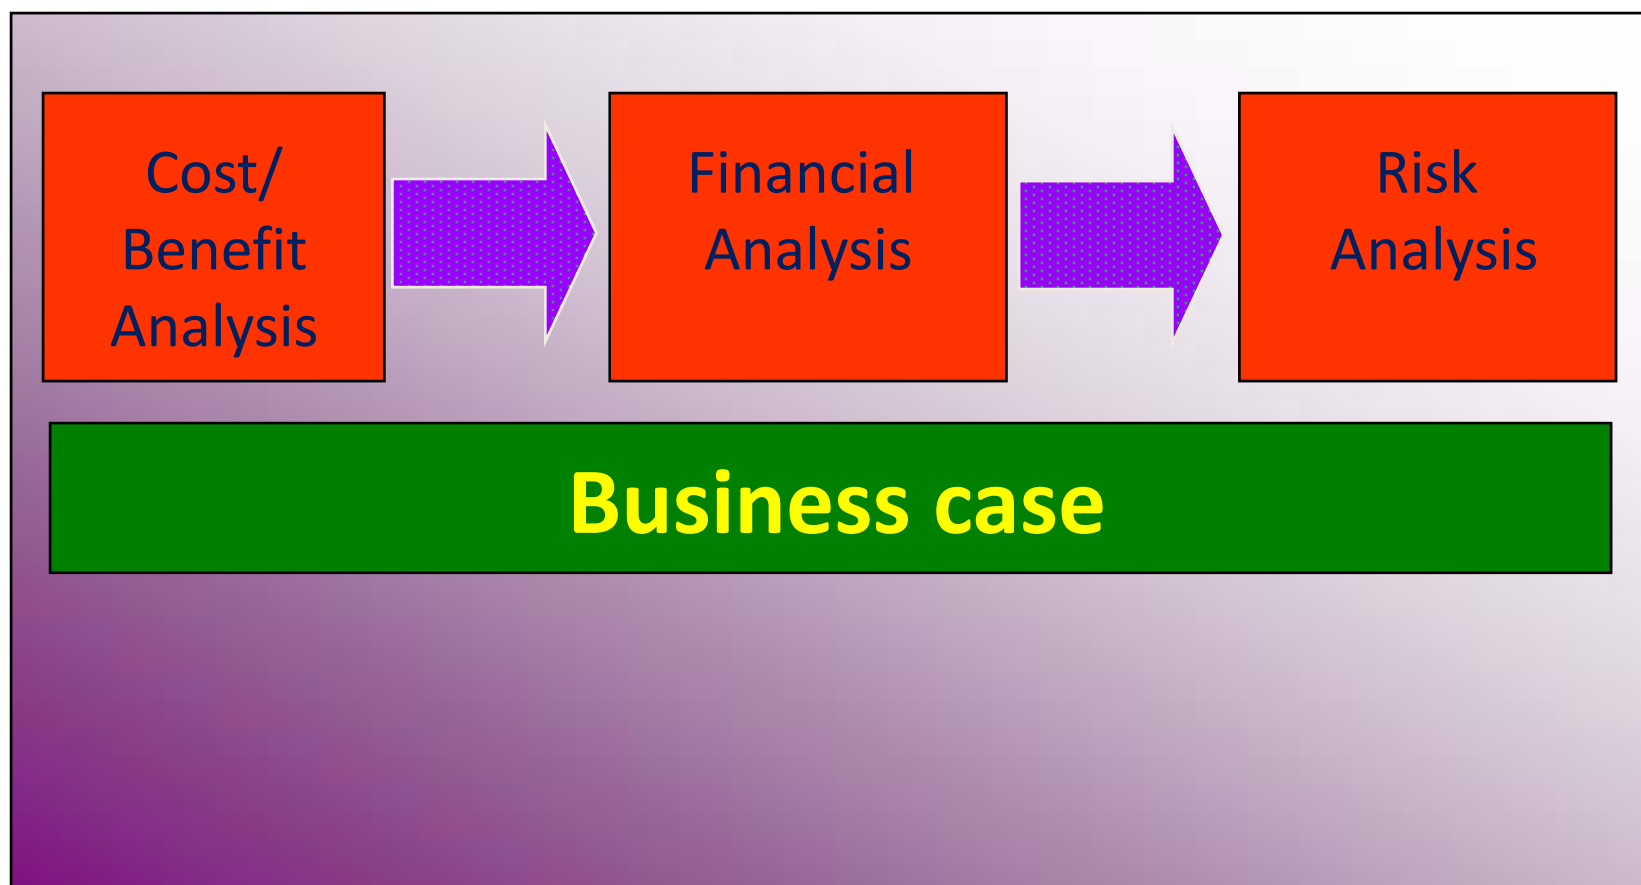 Cost/
Benefit
Analysis
Financial
Analysis
Risk
Analysis
Business case